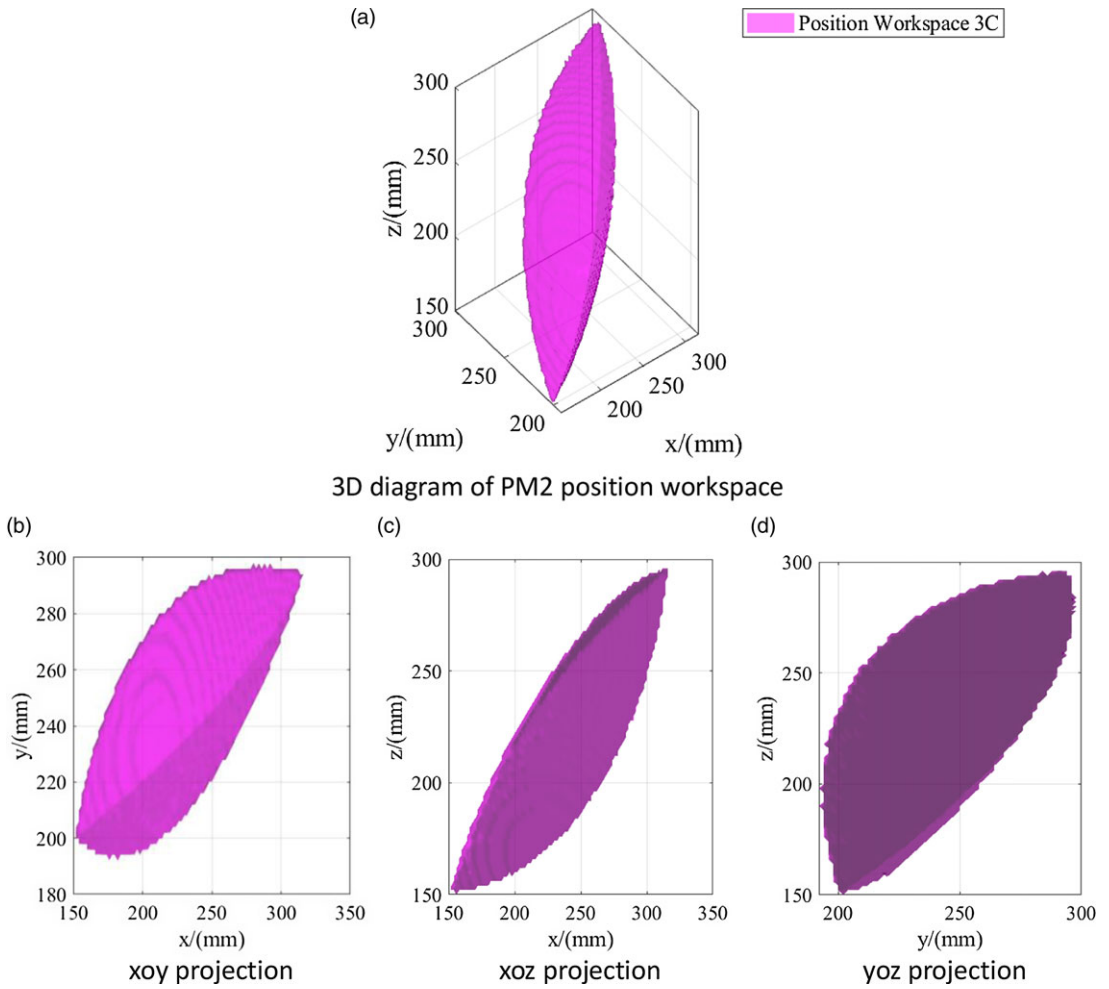 (a)
Position Workspace 3C
300
250
200
150
z/(mm)
300
250
200
y/(mm)
200
250
300
x/(mm)
3D diagram of PM2 position workspace
(b)
(c)
(d)
300
280
260
240
220
200
180
y/(mm)
150
200
250
300
350
x/(mm)
xoy projection
300
250
200
150
z/(mm)
150
200
250
300
350
x/(mm)
xoz projection
300
250
200
150
z/(mm)
200
250
300
y/(mm)
yoz projection